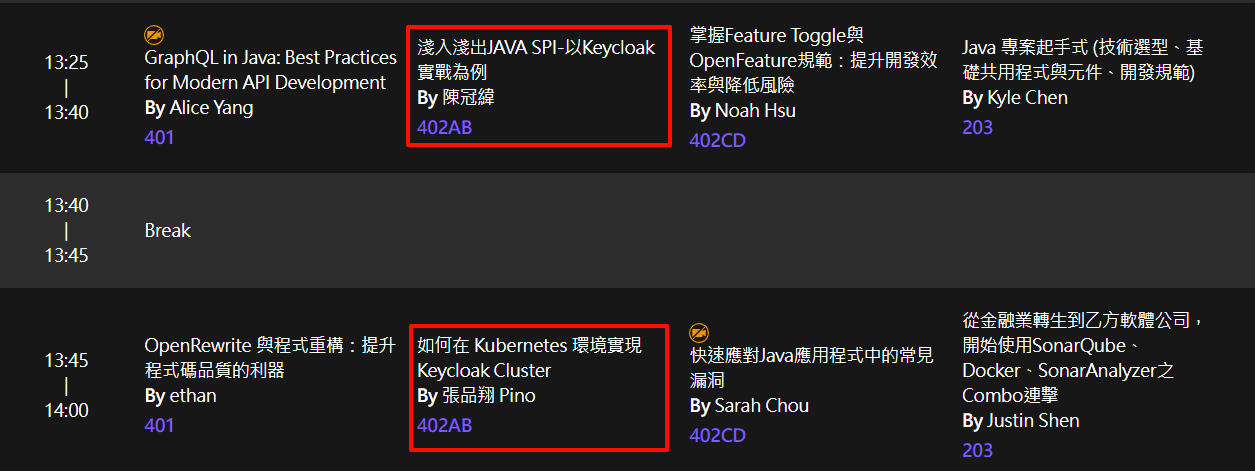 13:25
|
13:40
GraphQL in Java: Best Practices
for Modern API Development
By Alice Yang
401
淺入淺出JAVA SPI-以Keycloak
實戰為例
By 陳冠緯
402AB
掌握Feature Toggle與
OpenFeature規範：提升開發效
率與降低風險
By Noah Hsu
402CD
Java 專案起手式 (技術選型、基
礎共用程式與元件、開發規範)
By Kyle Chen
203
13:40
|
13:45
Break
13:45
|
14:00
OpenRewrite 與程式重構：提升
程式碼品質的利器
By ethan
401
如何在 Kubernetes 環境實現
Keycloak Cluster
By 張品翔 Pino
402AB
快速應對Java應用程式中的常見
漏洞
By Sarah Chou
402CD
從金融業轉生到乙方軟體公司，
開始使用SonarQube、
Docker、SonarAnalyzer之
Combo連擊
By Justin Shen
203